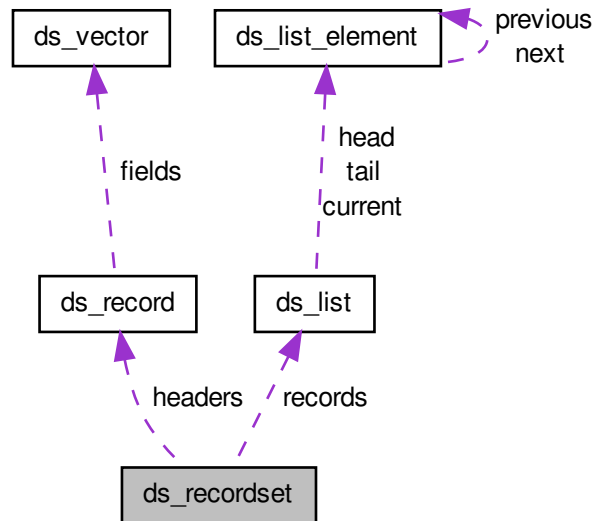 ds_vector
ds_list_element
previous
next
fields
head
tail
current
ds_record
ds_list
headers
records
ds_recordset